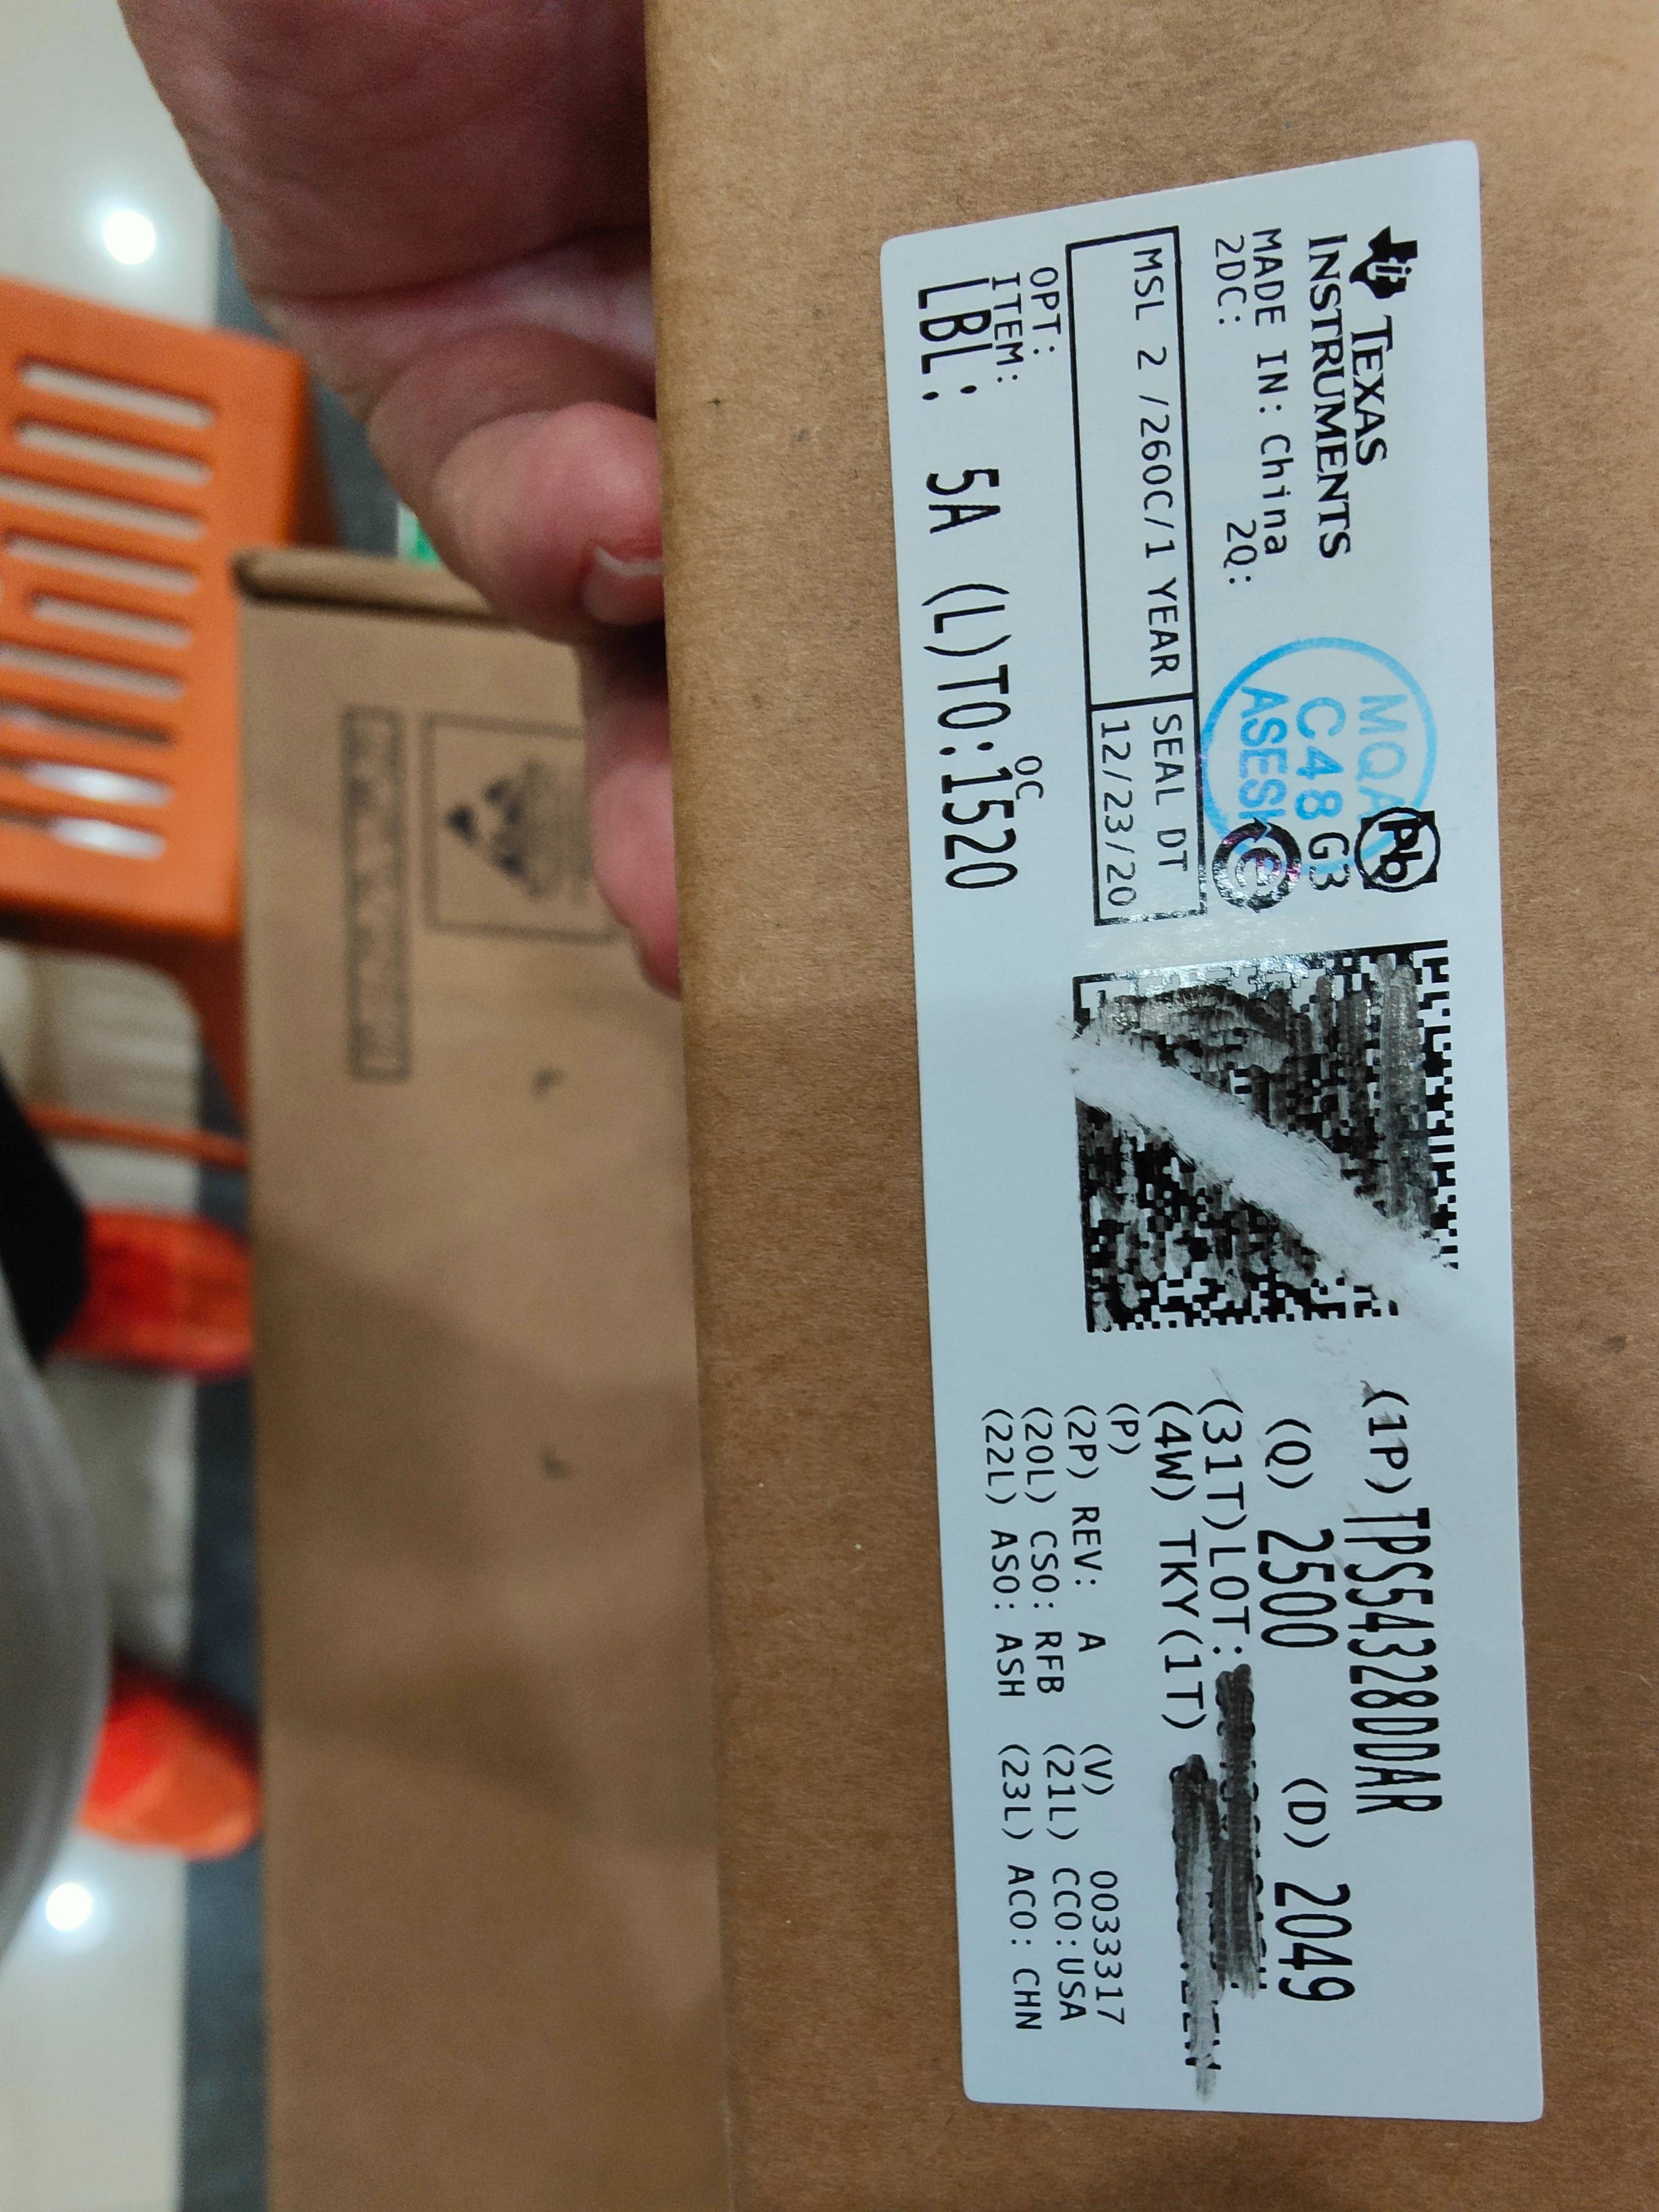 TEXAS
INSTRUMENTS
MADE IN: China
2DC: 2Q:
MQA
C48
G3
Pb
e
MSL 2 /260C/1 YEAR
SEAL DT
12/23/20
OPT:
ITEM:
0C
LBL: 5A (L)TO:1520
(1P)TPS54328DDAR
(Q) 2500 (D) 2049
(31T)LOT:
(4W) TKY(1T)
(P)
(2P) REV: A (V) 0033317
(20L) CSO: RFB (21L) CCO:USA
(22L) ASO: ASH (23L) ACO: CHN